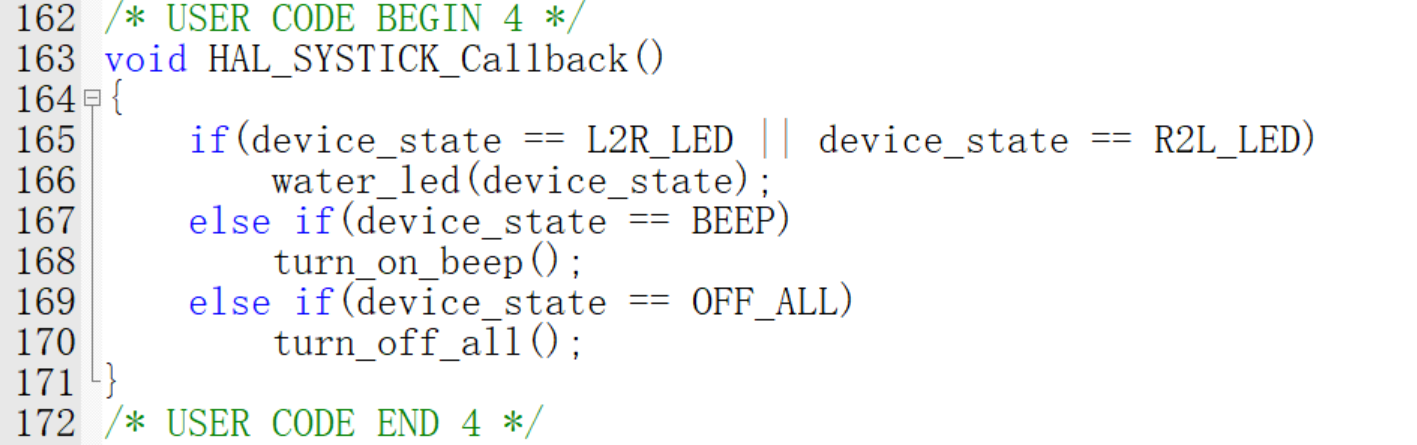 162 /* USER CODE BEGIN 4 */
163 void HAL_SYSTICK_Callback()
164 {
165     if(device_state == L2R_LED || device_state == R2L_LED)
166         water_led(device_state);
167     else if(device_state == BEEP)
168         turn_on_beep();
169     else if(device_state == OFF_ALL)
170         turn_off_all();
171 }
172 /* USER CODE END 4 */